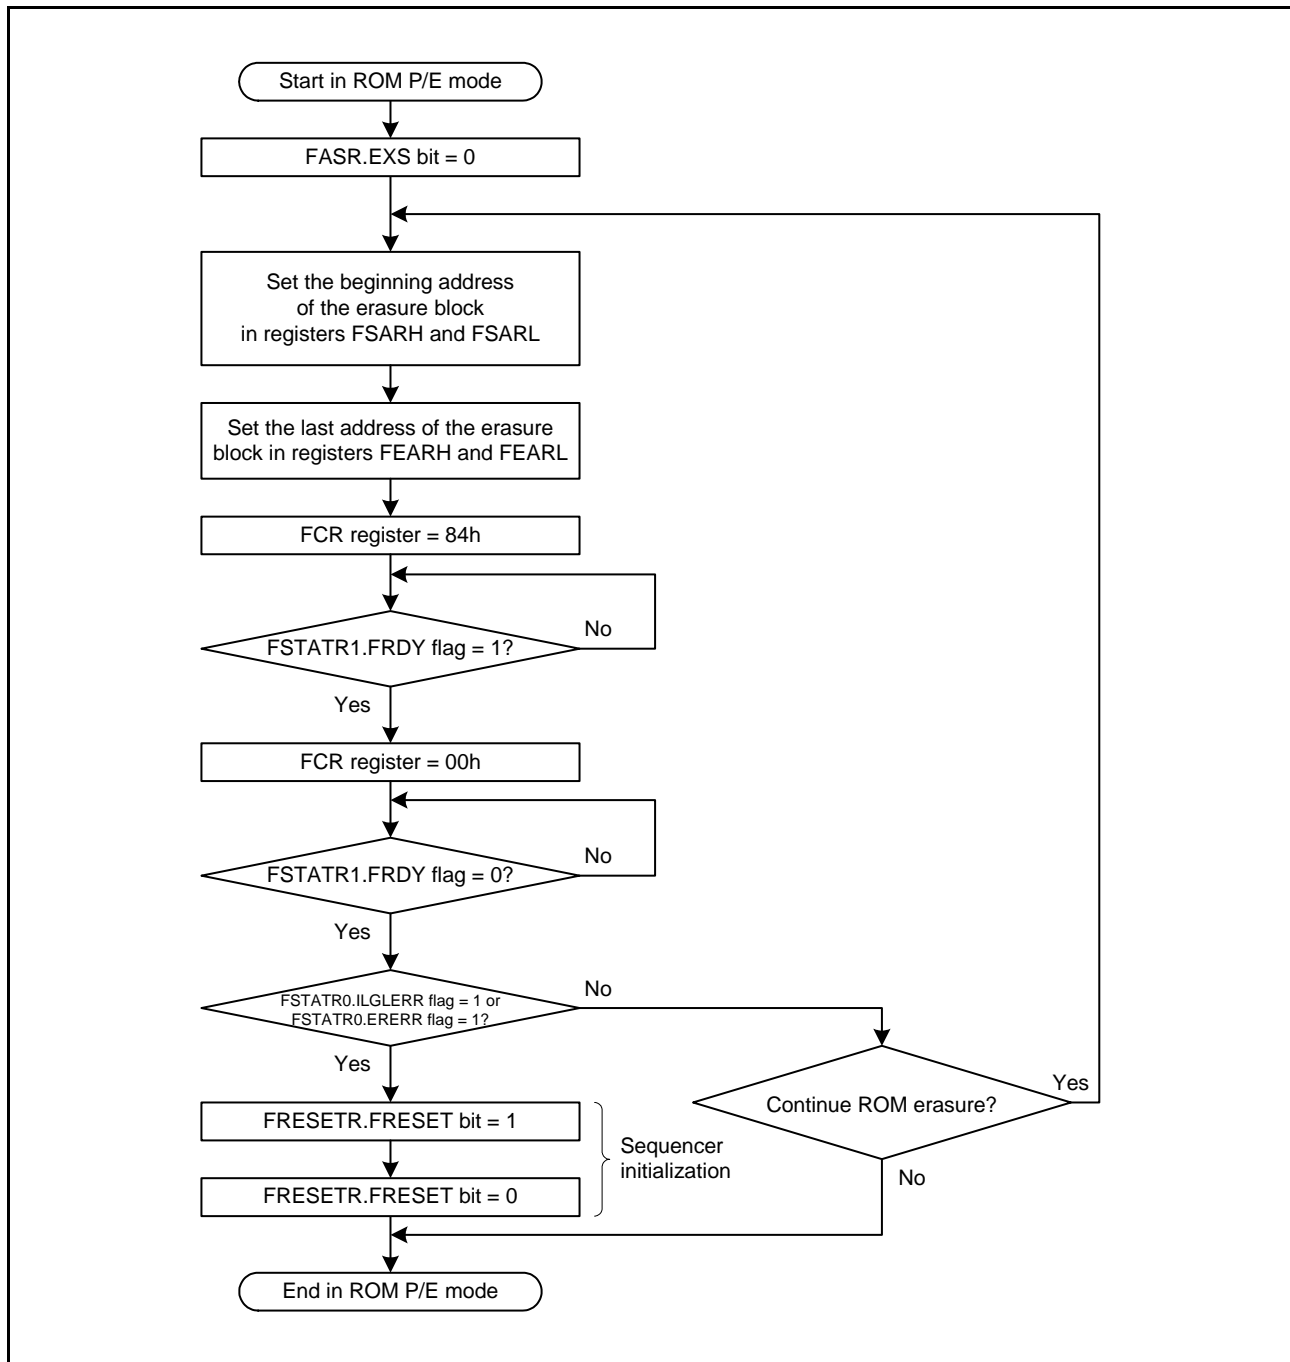 Start in ROM P/E mode
FASR.EXS bit = 0
Set the beginning address
of the erasure block
in registers FSARH and FSARL
Set the last address of the erasure
block in registers FEARH and FEARL
FCR register = 84h
FSTATR1.FRDY flag = 1?
No
Yes
FCR register = 00h
FSTATR1.FRDY flag = 0?
No
Yes
FSTATR0.ILGLERR flag = 1 or
FSTATR0.ERERR flag = 1?
No
Yes
Continue ROM erasure?
Yes
No
FRESETR.FRESET bit = 1
FRESETR.FRESET bit = 0
Sequencer
initialization
End in ROM P/E mode